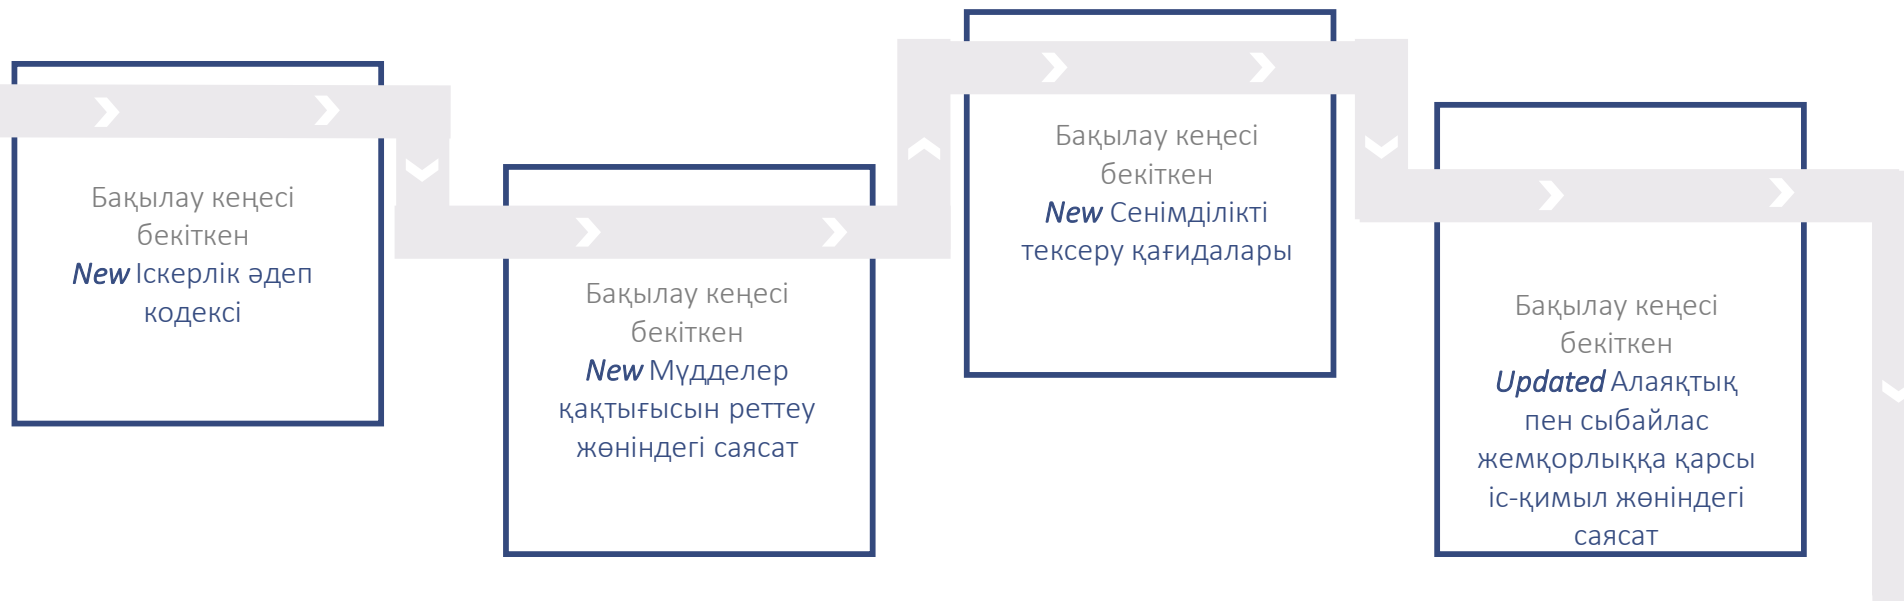 Бақылау кеңесі
бекіткен
New Іскерлік әдеп
кодексі
Бақылау кеңесі
бекіткен
New Мүдделер
қақтығысын реттеу
жөніндегі саясат
Бақылау кеңесі
бекіткен
New Сенімділікті
тексеру қағидалары
Бақылау кеңесі
бекіткен
Updated Алаяқтық
пен сыбайлас
жемқорлыққа қарсы
іс-қимыл жөніндегі
саясат